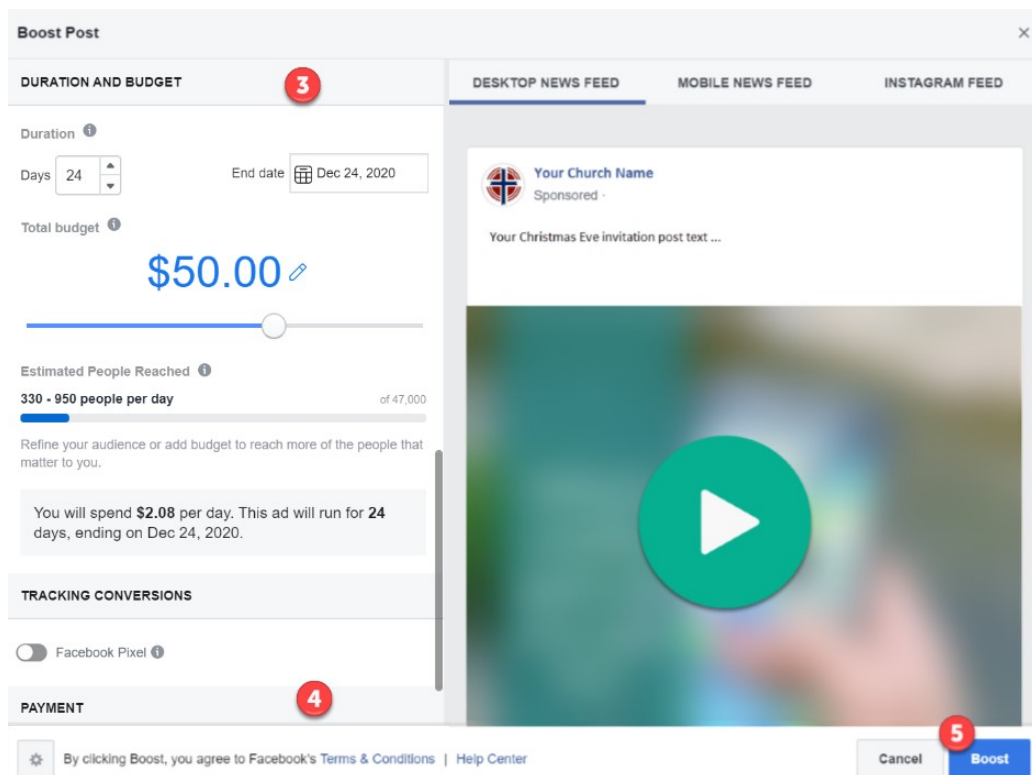 Boost Post
DURATION AND BUDGET
3
Duration
Days 24
End date Dec 24, 2020
Total budget
$50.00
Estimated People Reached
330 - 950 people per day
of 47,000
Refine your audience or add budget to reach more of the people that
matter to you.
You will spend $2.08 per day. This ad will run for 24
days, ending on Dec 24, 2020.
TRACKING CONVERSIONS
Facebook Pixel
4
PAYMENT
DESKTOP NEWS FEED
MOBILE NEWS FEED
INSTAGRAM FEED
Your Church Name
Sponsored ·
Your Christmas Eve invitation post text ...
By clicking Boost, you agree to Facebook's Terms & Conditions | Help Center
Cancel
5
Boost